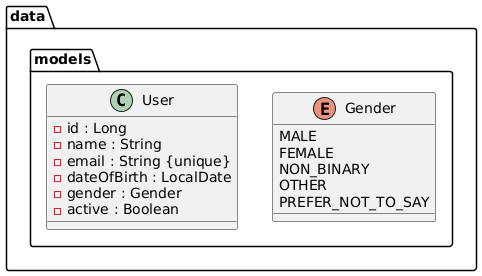 data
models
C User
id : Long
name : String
email : String {unique}
dateOfBirth : LocalDate
gender : Gender
active : Boolean
E Gender
MALE
FEMALE
NON_BINARY
OTHER
PREFER_NOT_TO_SAY